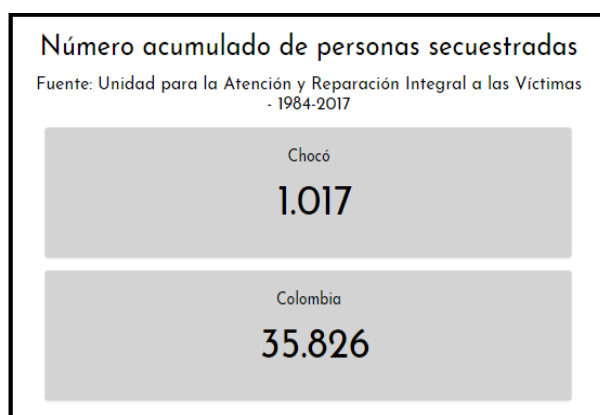 Número acumulado de personas secuestradas
Fuente: Unidad para la Atención y Reparación Integral a las Víctimas
- 1984-2017
Chocó
1.017
Colombia
35.826